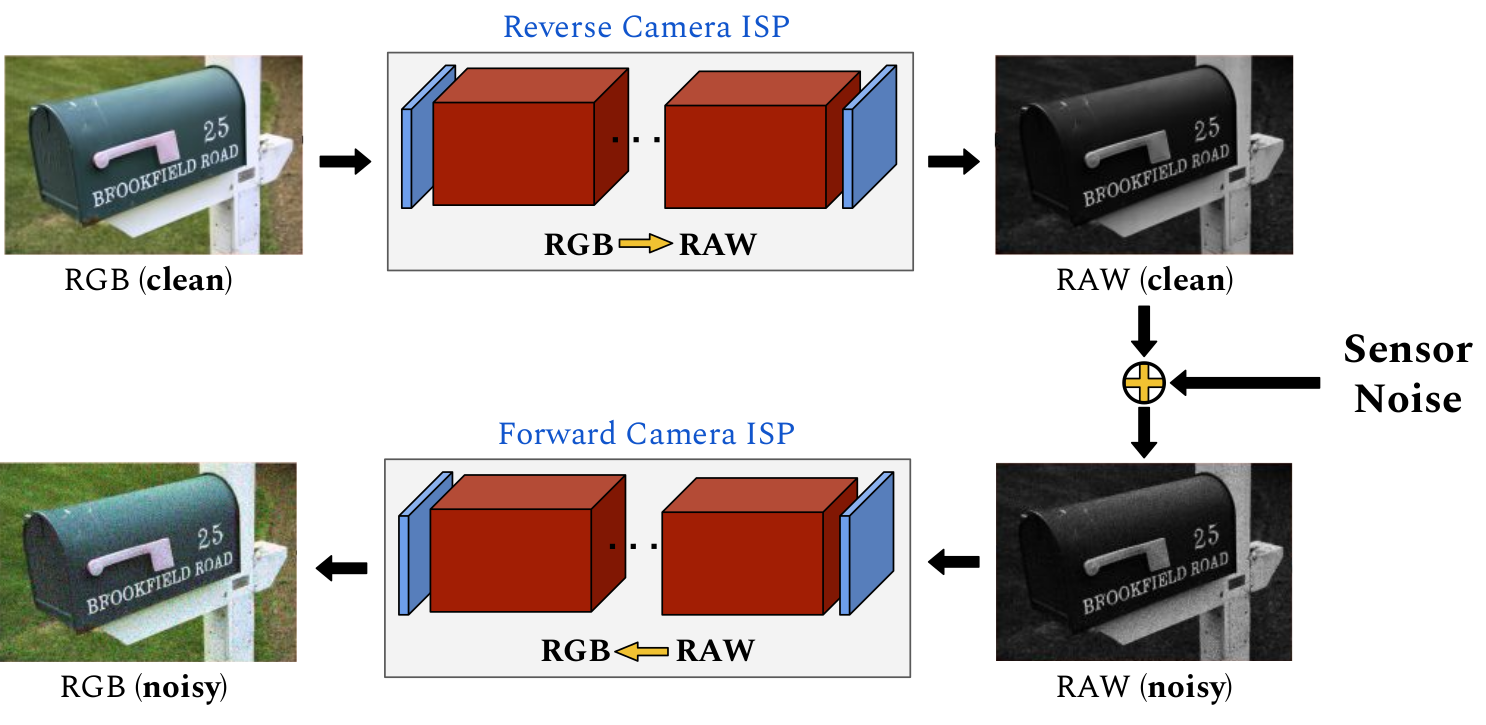 Reverse Camera ISP
25
BROOKFIELD ROAD
RGB → RAW
25
BROOKFIELD ROAD
RGB (clean)
RAW (clean)
Sensor
Noise
Forward Camera ISP
25
BROOKFIELD ROAD
RGB ← RAW
25
BROOKFIELD ROAD
RGB (noisy)
RAW (noisy)